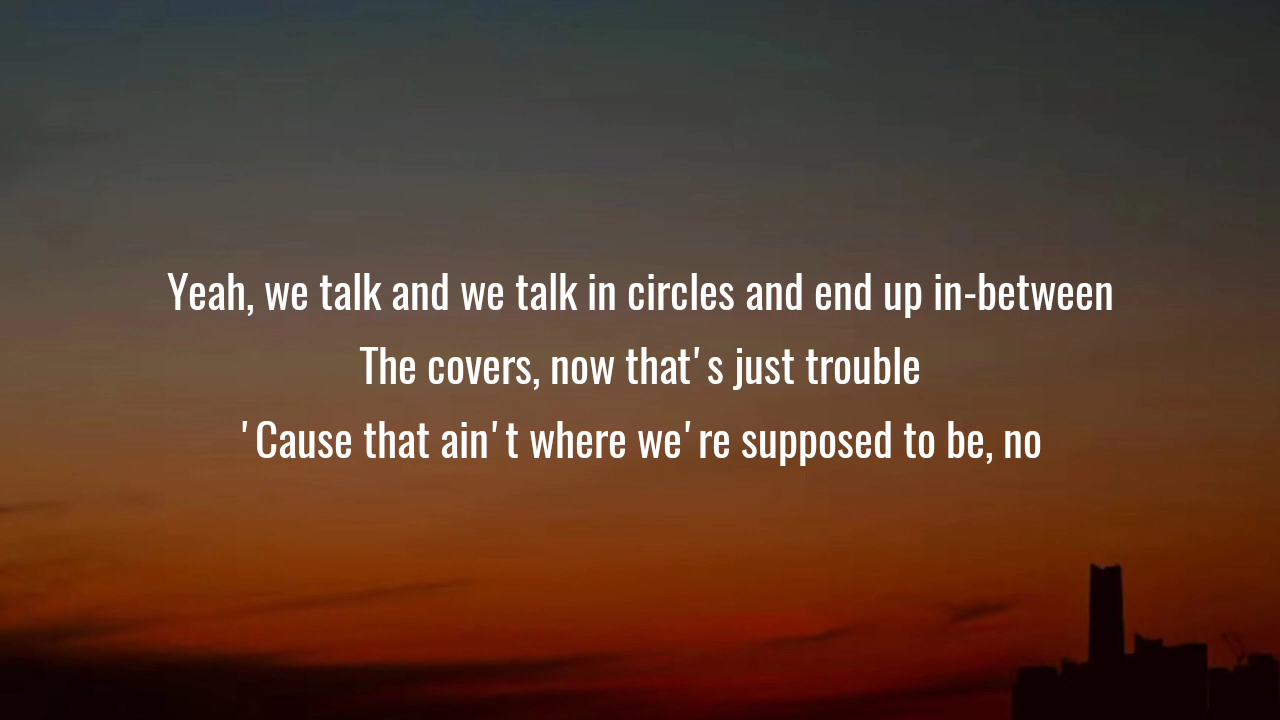 Yeah, we talk and we talk in circles and end up in-between
The covers, now that's just trouble
'Cause that ain't where we're supposed to be, no